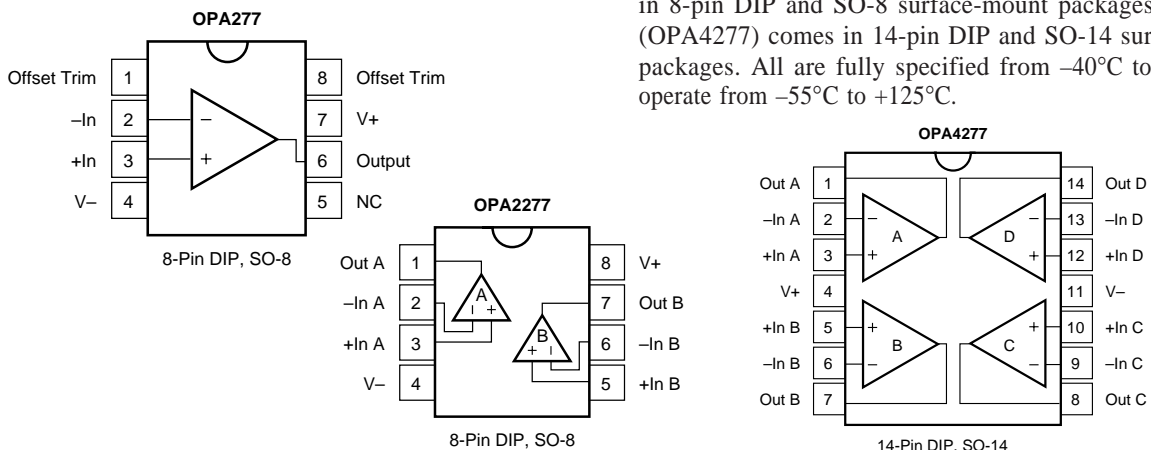 in 8-pin DIP and SO-8 surface-mount packages
(OPA4277) comes in 14-pin DIP and SO-14 sur
packages. All are fully specified from –40°C to
operate from –55°C to +125°C.
OPA277
Offset Trim 1 8 Offset Trim
–In 2 – 7 V+
+In 3 + 6 Output
V– 4 5 NC
8-Pin DIP, SO-8
OPA2277
Out A 1 A 8 V+
–In A 2 – + 7 Out B
+In A 3 B 6 –In B
V– 4 + – 5 +In B
8-Pin DIP, SO-8
OPA4277
Out A 1 14 Out D
–In A 2 – – 13 –In D
A D
+In A 3 + + 12 +In D
V+ 4 11 V–
+In B 5 + + 10 +In C
B C
–In B 6 – – 9 –In C
Out B 7 8 Out C
14-Pin DIP, SO-14